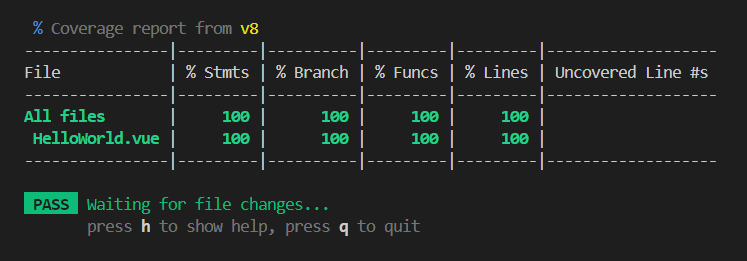 % Coverage report from v8
----------------|---------|----------|---------|---------|-------------------
File            | % Stmts | % Branch | % Funcs | % Lines | Uncovered Line #s
----------------|---------|----------|---------|---------|-------------------
All files       |     100 |      100 |     100 |     100 |
 HelloWorld.vue |     100 |      100 |     100 |     100 |
----------------|---------|----------|---------|---------|-------------------
PASS  Waiting for file changes...
press h to show help, press q to quit